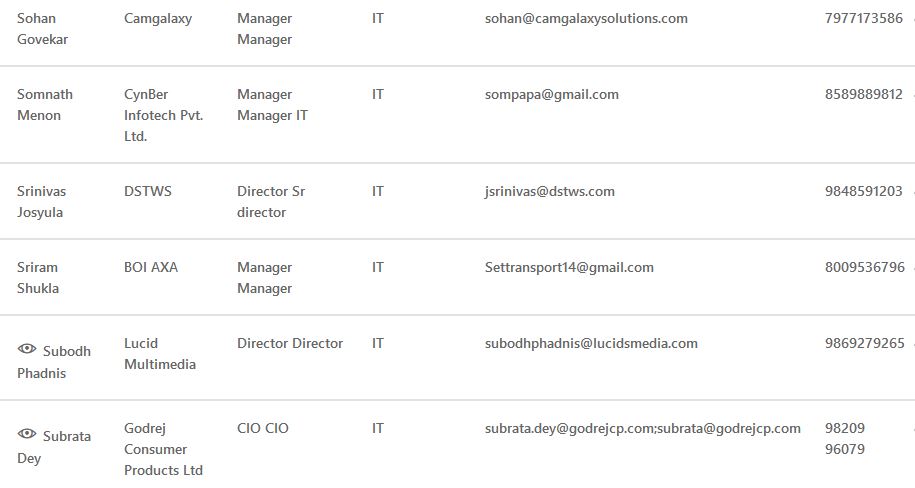 Sohan Govekar Camgalaxy Manager Manager IT sohan@camgalaxysolutions.com 7977173586
Somnath Menon CynBer Infotech Pvt. Ltd. Manager Manager IT IT sompapa@gmail.com 8589889812
Srinivas Josyula DSTWS Director Sr director IT jsrinivas@dstws.com 9848591203
Sriram Shukla BOI AXA Manager Manager IT Settransport14@gmail.com 8009536796
Subodh Phadnis Lucid Multimedia Director Director IT subodhphadnis@lucidsmedia.com 9869279265
Subrata Dey Godrej Consumer Products Ltd CIO CIO IT subrata.dey@godrejcp.com;subrata@godrejcp.com 98209 96079